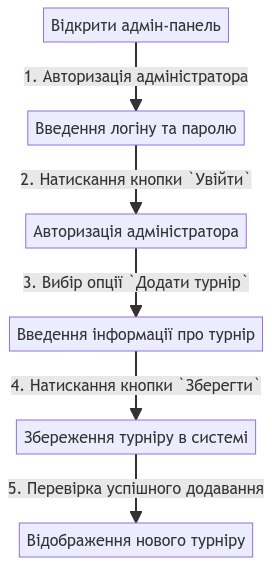 Відкрити адмін-панель
1. Авторизація адміністратора
Введення логіну та паролю
2. Натискання кнопки `Увійти`
Авторизація адміністратора
3. Вибір опції `Додати турнір`
Введення інформації про турнір
4. Натискання кнопки `Зберегти`
Збереження турніру в системі
5. Перевірка успішного додавання
Відображення нового турніру